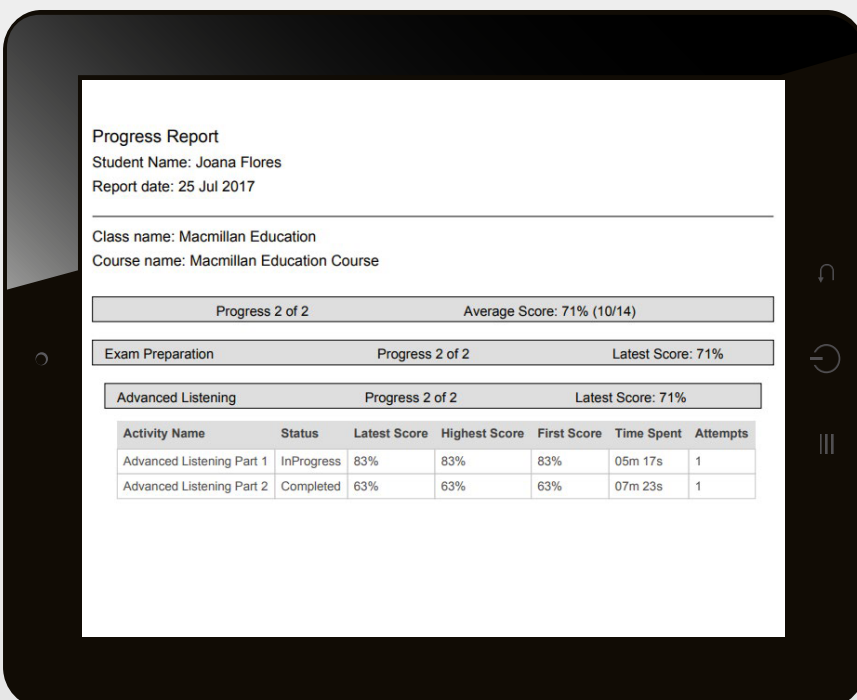 Progress Report
Student Name: Joana Flores
Report date: 25 Jul 2017
Class name: Macmillan Education
Course name: Macmillan Education Course
Progress 2 of 2 Average Score: 71% (10/14)
Exam Preparation Progress 2 of 2 Latest Score: 71%
Advanced Listening Progress 2 of 2 Latest Score: 71%
Activity Name Status Latest Score Highest Score First Score Time Spent Attempts
Advanced Listening Part 1 InProgress 83% 83% 83% 05m 17s 1
Advanced Listening Part 2 Completed 63% 63% 63% 07m 23s 1